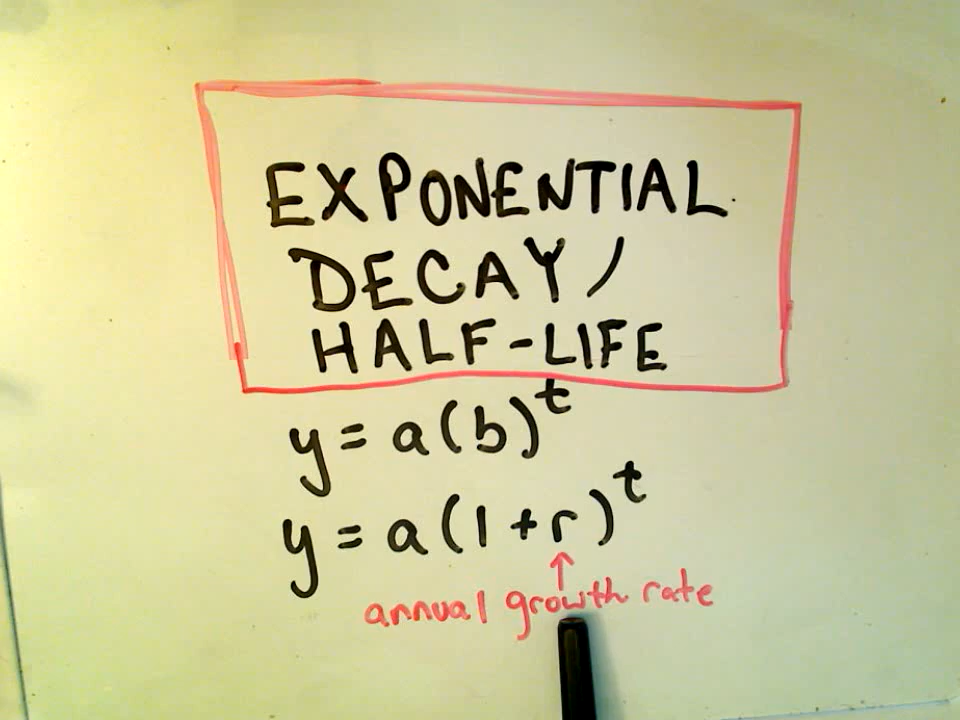 EXPONENTIAL
DECAY/
HALF-LIFE
y = a(b)^t
y = a(1+r)^t
↑
annual growth rate